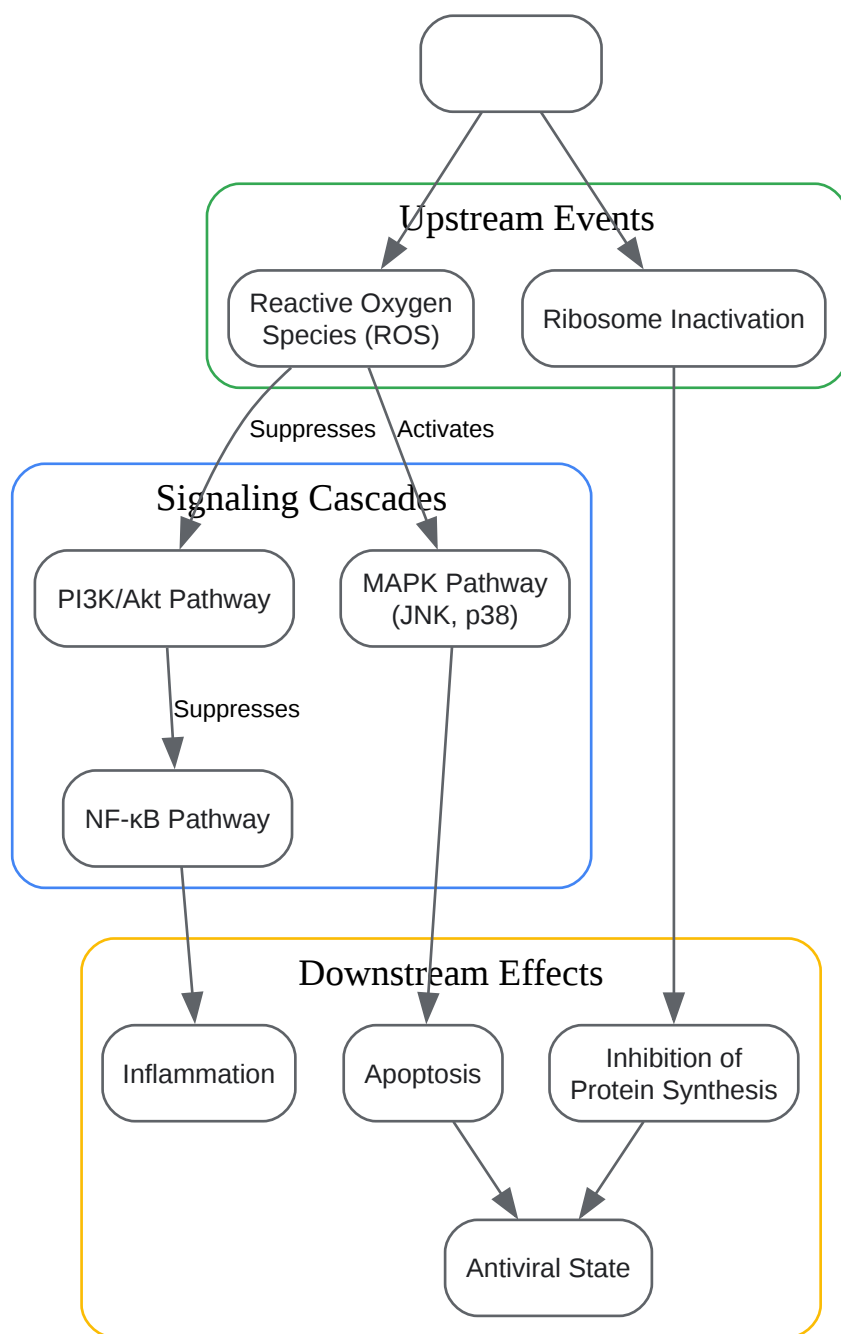 Upstream Events
Reactive Oxygen
Species (ROS)
Ribosome Inactivation
Suppresses
Activates
Signaling Cascades
PI3K/Akt Pathway
MAPK Pathway
(JNK, p38)
Suppresses
NF-κB Pathway
Downstream Effects
Inflammation
Apoptosis
Inhibition of
Protein Synthesis
Antiviral State